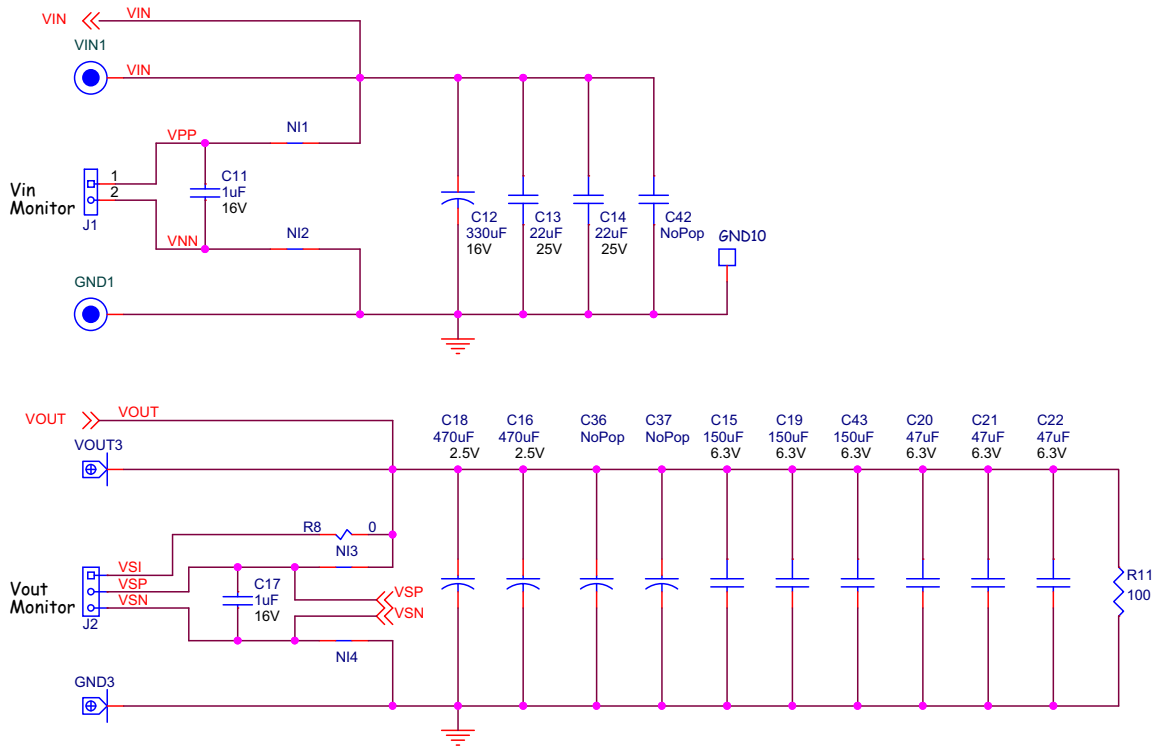 VIN
VIN
VIN1
VIN
VPP
NI1
1
2
Vin
Monitor
J1
C11
1uF
16V
VNN
NI2
C12
330uF
16V
C13
22uF
25V
C14
22uF
25V
C42
NoPop
GND10
GND1
VOUT
VOUT
VOUT3
C18
470uF
2.5V
C16
470uF
2.5V
C36
NoPop
C37
NoPop
C15
150uF
6.3V
C19
150uF
6.3V
C43
150uF
6.3V
C20
47uF
6.3V
C21
47uF
6.3V
C22
47uF
6.3V
R8
0
NI3
VSI
VSP
VSN
Vout
Monitor
J2
C17
1uF
16V
VSP
VSN
NI4
R11
100
GND3